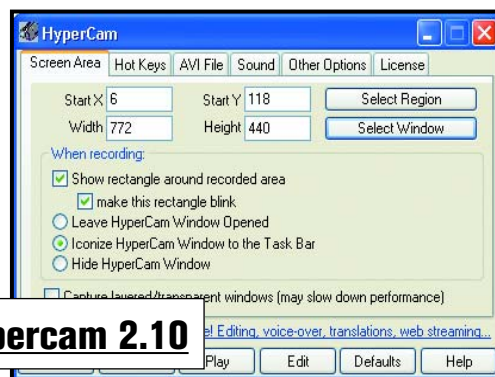 HyperCam
Screen Area Hot Keys AVI File Sound Other Options License
Start X 6 Start Y 118 Select Region
Width 772 Height 440 Select Window
When recording:
Show rectangle around recorded area
make this rectangle blink
Leave HyperCam Window Opened
Iconize HyperCam Window to the Task Bar
Hide HyperCam Window
Capture layered/transparent windows (may slow down performance)
percam 2.10
e! Editing, voice-over, translations, web streaming...
Play Edit Defaults Help